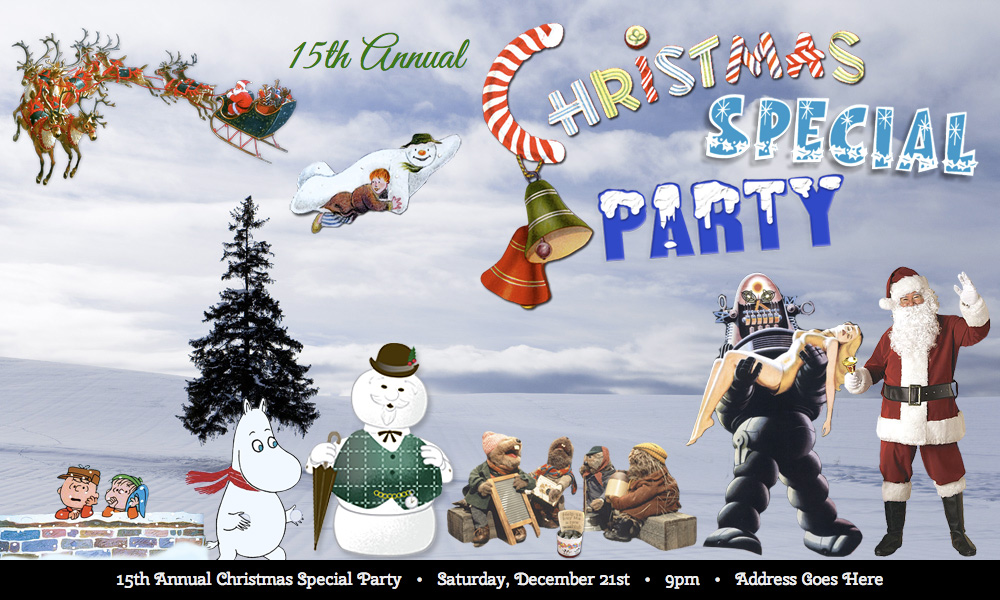 15th Annual
CHRISTMAS
SPECIAL
PARTY
15th Annual Christmas Special Party • Saturday, December 21st • 9pm • Address Goes Here